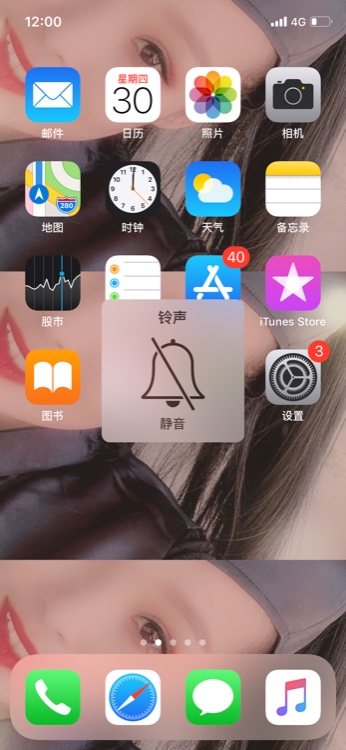 12:00
4G
星期四
30
邮件
日历
照片
相机
280
地图
时钟
天气
备忘录
40
股市
iTunes Store
铃声
3
静音
图书
设置